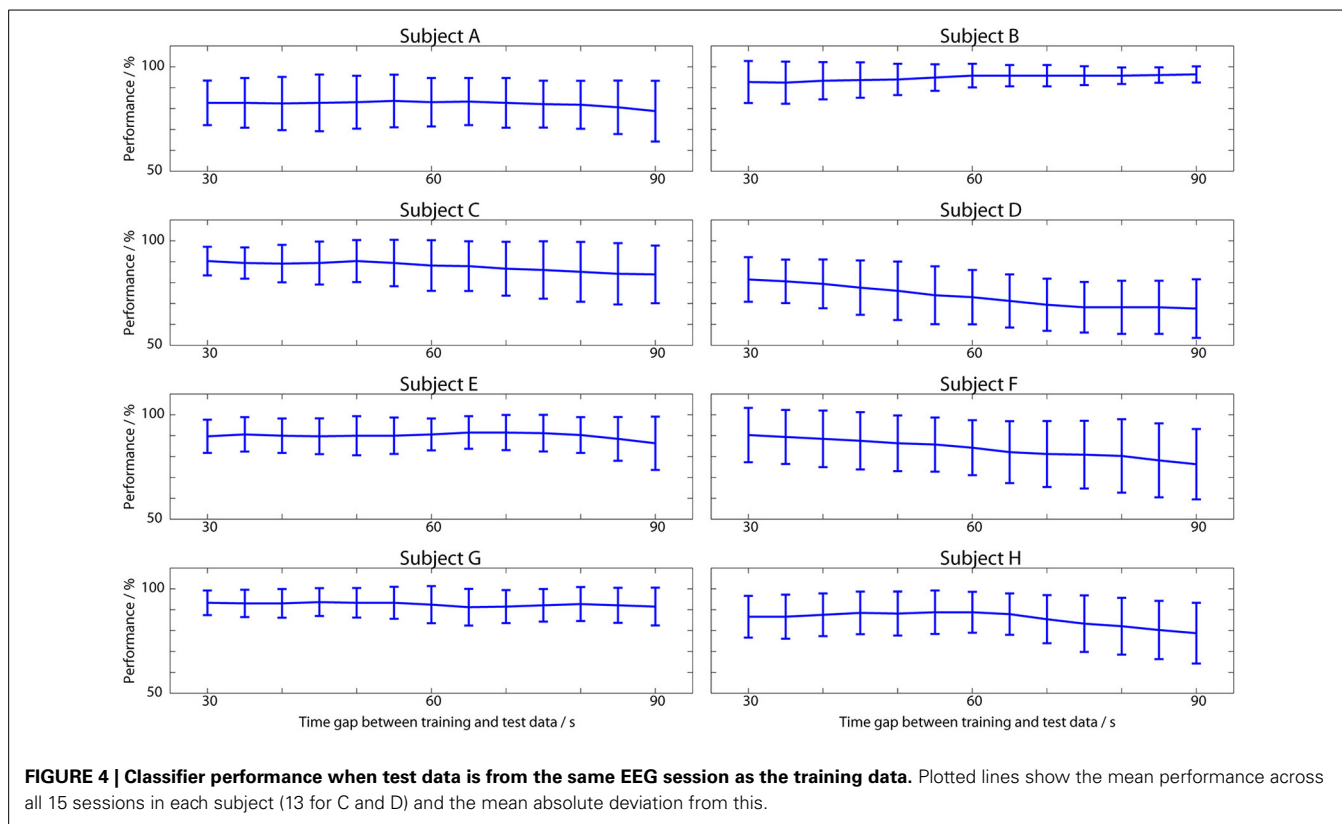 Subject A
Subject B
100
Performance / %
50
30
60
90
30
60
90
Subject C
Subject D
100
Performance / %
50
30
60
90
30
60
90
Subject E
Subject F
100
Performance / %
50
30
60
90
30
60
90
Subject G
Subject H
100
Performance / %
50
30
60
90
30
60
90
Time gap between training and test data / s
Time gap between training and test data / s
FIGURE 4 | Classifier performance when test data is from the same EEG session as the training data. Plotted lines show the mean performance across
all 15 sessions in each subject (13 for C and D) and the mean absolute deviation from this.